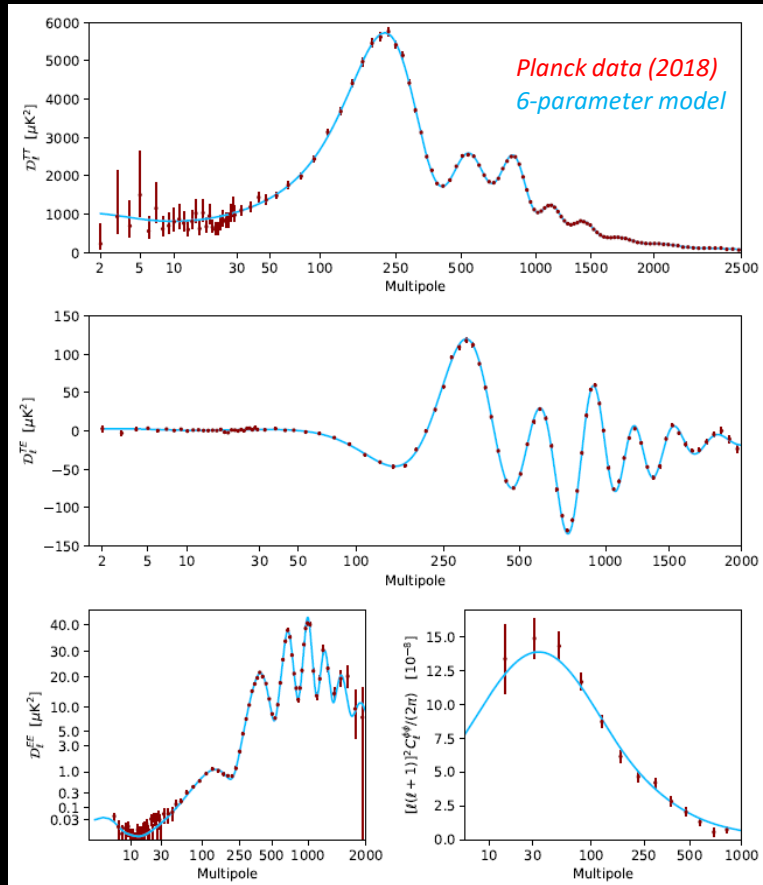 6000
5000
4000
3000
2000
1000
0
𝒟ℓ^TT [μK²]
Planck data (2018)
6-parameter model
2 5 10 30 50 100 250 500 1000 1500 2000 2500
Multipole
150
100
50
0
−50
−100
−150
𝒟ℓ^TE [μK²]
2 5 10 30 50 100 250 500 1000 1500 2000
Multipole
40.0
30.0
20.0
10.0
5.0
3.0
1.0
0.3
0.1
0.03
𝒟ℓ^EE [μK²]
10 30 100 250 500 1000 2000
Multipole
15.0
12.5
10.0
7.5
5.0
2.5
0.0
[ℓ(ℓ + 1)]²Cℓ^ϕϕ/(2π) [10⁻⁸]
10 30 100 250 500 1000
Multipole